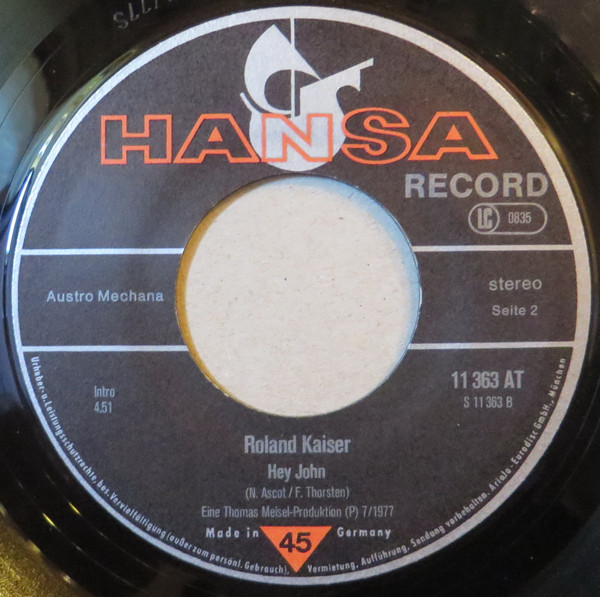 HANSA
RECORD
LC 0835
Austro Mechana
stereo
Seite 2
Intro
4.51
11 363 AT
S 11 363 B
Roland Kaiser
Hey John
(N. Ascot / F. Thorsten)
Eine Thomas Meisel-Produktion (P) 7/1977
Made in Germany
45
Urheber- u. Leistungsschutzrechte, bes. Vervielfältigung (außer zum persönl. Gebrauch), Vermietung, Aufführung, Sendung vorbehalten. Ariola-Eurodisc GmbH., München